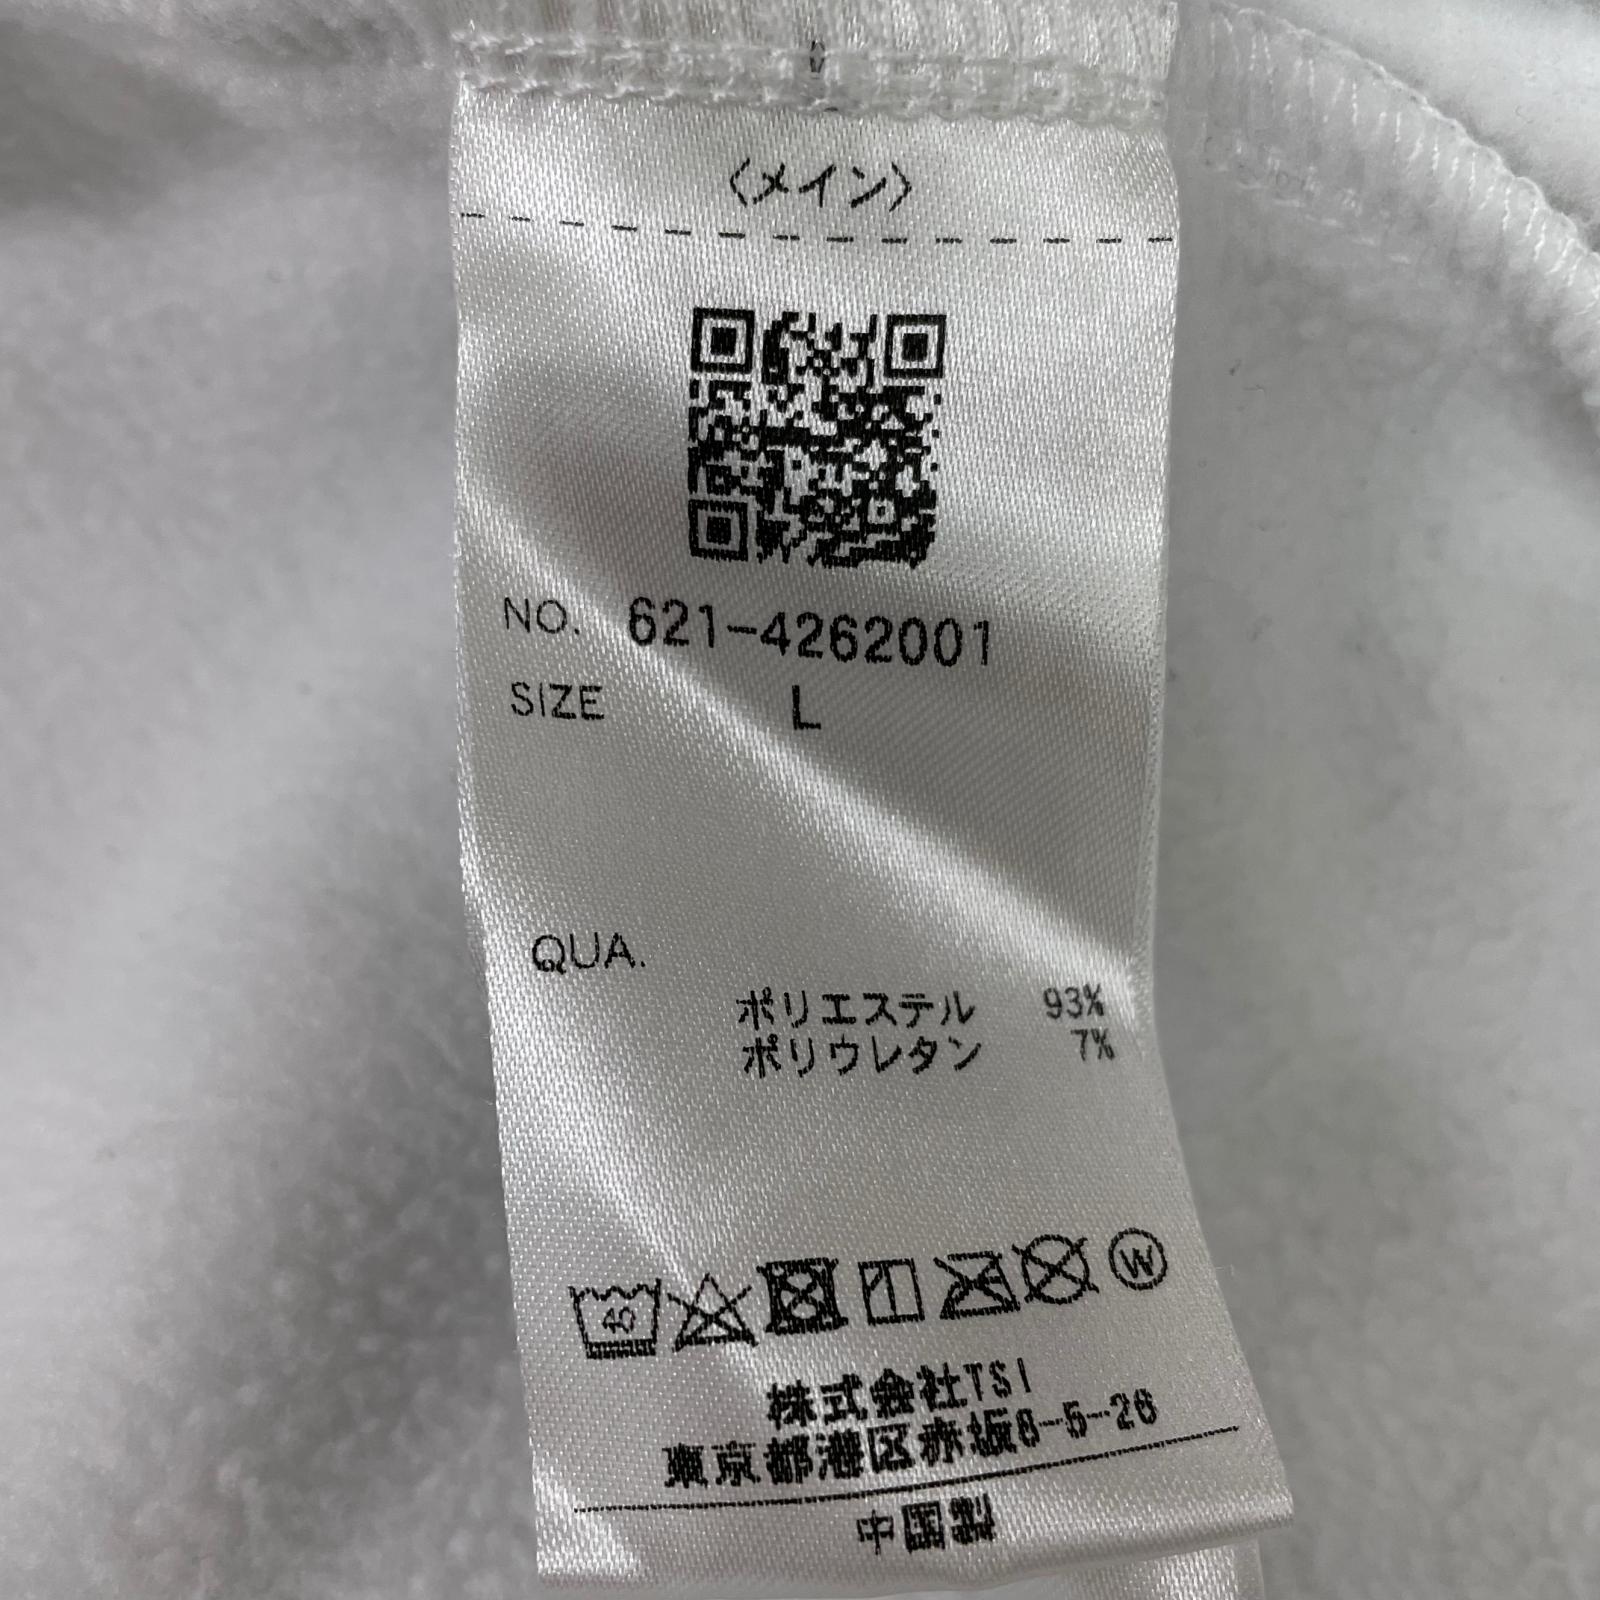 〈メイン〉
NO. 621-4262001
SIZE L
QUA.
ポリエステル 93%
ポリウレタン 7%
40
W
株式会社TSI
東京都港区赤坂8-5-26
中国製